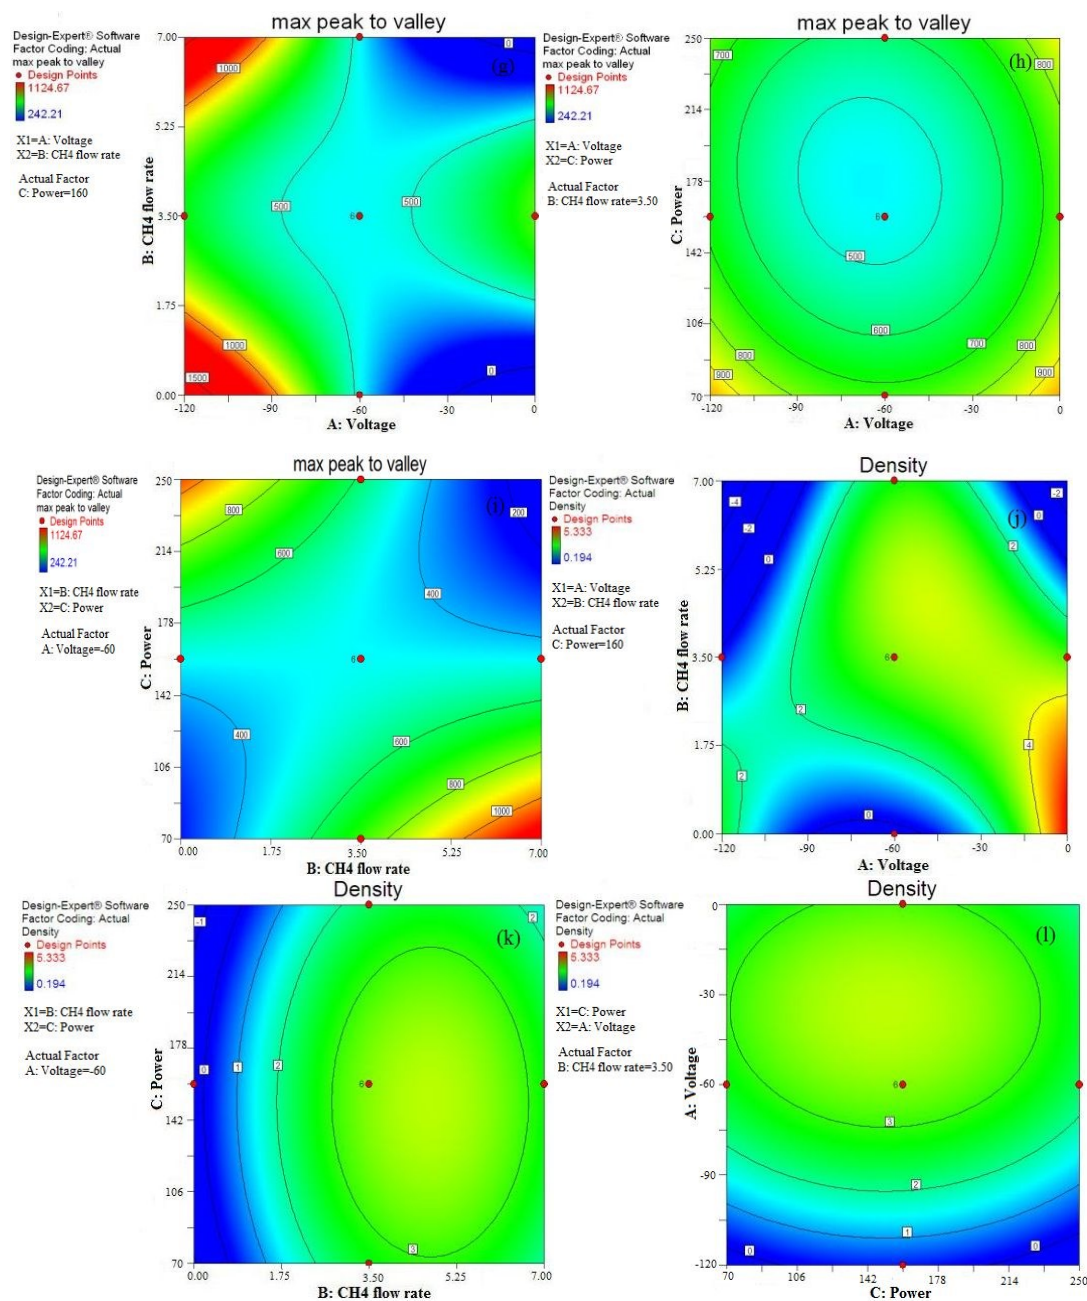 max peak to valley
Design-Expert® Software
Factor Coding: Actual
max peak to valley
Design Points
1124.67
242.21
X1=A: Voltage
X2=B: CH4 flow rate
Actual Factor
C: Power=160
(g)
7.00
5.25
3.50
1.75
0.00
B: CH4 flow rate
-120
-90
-60
-30
0
A: Voltage
1000
0
500
500
6
1000
1500
0
max peak to valley
Design-Expert® Software
Factor Coding: Actual
max peak to valley
Design Points
1124.67
242.21
X1=A: Voltage
X2=C: Power
Actual Factor
B: CH4 flow rate=3.50
(h)
250
214
178
142
106
70
C: Power
-120
-90
-60
-30
0
A: Voltage
700
800
6
500
600
700
800
800
900
900
max peak to valley
Design-Expert® Software
Factor Coding: Actual
max peak to valley
Design Points
1124.67
242.21
X1=B: CH4 flow rate
X2=C: Power
Actual Factor
A: Voltage=-60
(i)
250
214
178
142
106
70
C: Power
0.00
1.75
3.50
5.25
7.00
B: CH4 flow rate
800
200
600
400
6
400
600
800
1000
Density
Design-Expert® Software
Factor Coding: Actual
Density
Design Points
5.333
0.194
X1=A: Voltage
X2=B: CH4 flow rate
Actual Factor
C: Power=160
(j)
7.00
5.25
3.50
1.75
0.00
B: CH4 flow rate
-120
-90
-60
-30
0
A: Voltage
-4
-2
0
-2
0
2
6
2
4
2
0
Density
Design-Expert® Software
Factor Coding: Actual
Density
Design Points
5.333
0.194
X1=B: CH4 flow rate
X2=C: Power
Actual Factor
A: Voltage=-60
(k)
250
214
178
142
106
70
C: Power
0.00
1.75
3.50
5.25
7.00
B: CH4 flow rate
-1
2
0
1
2
6
3
Density
Design-Expert® Software
Factor Coding: Actual
Density
Design Points
5.333
0.194
X1=C: Power
X2=A: Voltage
Actual Factor
B: CH4 flow rate=3.50
(l)
0
-30
-60
-90
-120
A: Voltage
70
106
142
178
214
250
C: Power
6
3
2
1
0
0